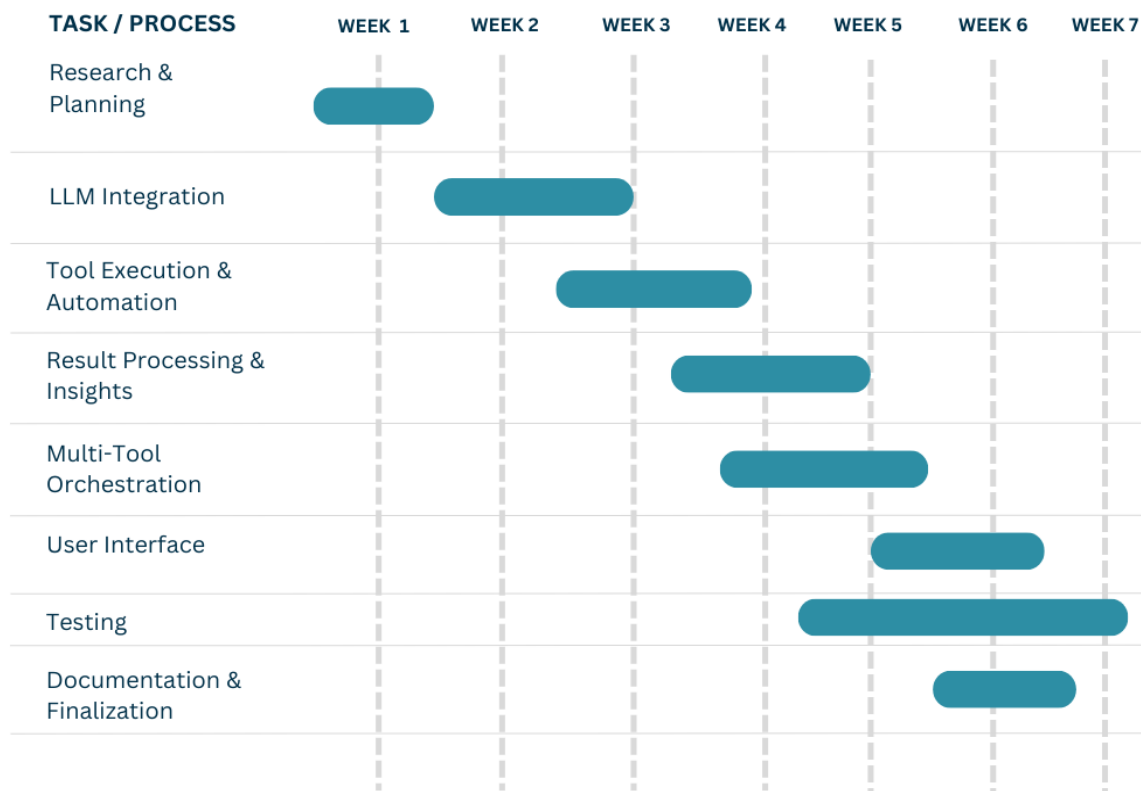 TASK / PROCESS
WEEK 1
WEEK 2
WEEK 3
WEEK 4
WEEK 5
WEEK 6
WEEK 7
Research &
Planning
LLM Integration
Tool Execution &
Automation
Result Processing &
Insights
Multi-Tool
Orchestration
User Interface
Testing
Documentation &
Finalization